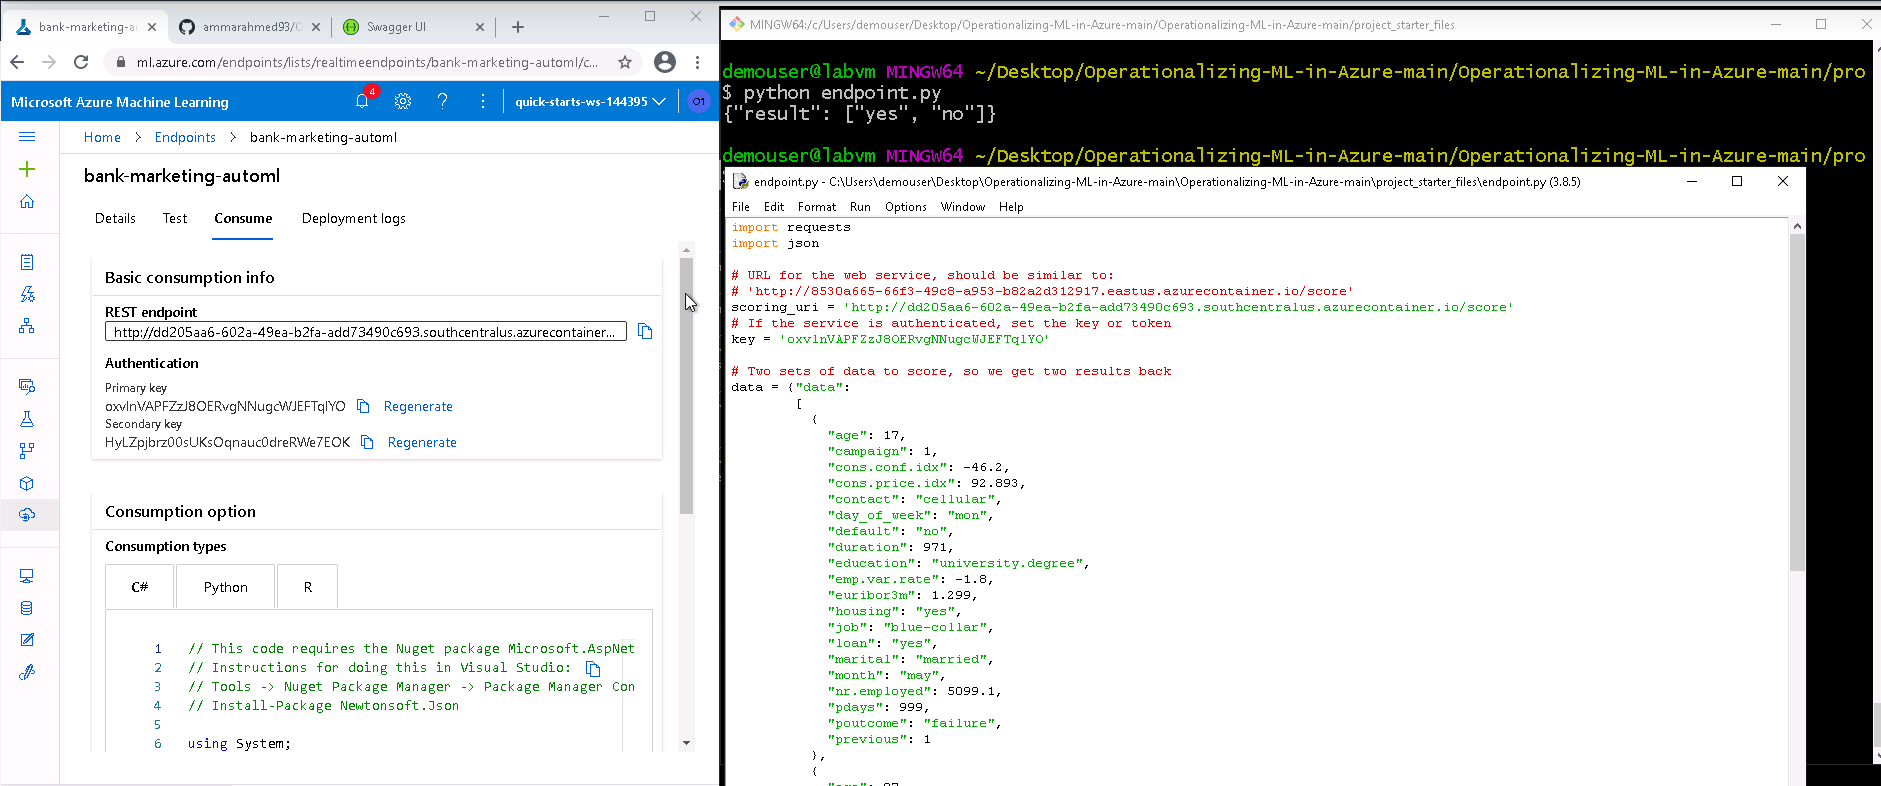 bank-marketing-a
ammarahmed93/
Swagger UI
ml.azure.com/endpoints/lists/realtimeendpoints/bank-marketing-automl/c...
Microsoft Azure Machine Learning
4
quick-starts-ws-144395
O1
Home > Endpoints > bank-marketing-automl
bank-marketing-automl
Details Test Consume Deployment logs
Basic consumption info
REST endpoint
http://dd205aa6-602a-49ea-b2fa-add73490c693.southcentralus.azurecontainer...
Authentication
Primary key
oxvlnVAPFZzJ8OERvgNNugcWJEFTqlYO Regenerate
Secondary key
HyLZpjbrz00sUKsOqnauc0dreRWe7EOK Regenerate
Consumption option
Consumption types
C# Python R
1 // This code requires the Nuget package Microsoft.AspNet
2 // Instructions for doing this in Visual Studio:
3 // Tools -> Nuget Package Manager -> Package Manager Con
4 // Install-Package Newtonsoft.Json
5
6 using System;
MINGW64:/c/Users/demouser/Desktop/Operationalizing-ML-in-Azure-main/Operationalizing-ML-in-Azure-main/project_starter_files
demouser@labvm MINGW64 ~/Desktop/Operationalizing-ML-in-Azure-main/Operationalizing-ML-in-Azure-main/pro
$ python endpoint.py
{"result": ["yes", "no"]}
demouser@labvm MINGW64 ~/Desktop/Operationalizing-ML-in-Azure-main/Operationalizing-ML-in-Azure-main/pro
endpoint.py - C:\Users\demouser\Desktop\Operationalizing-ML-in-Azure-main\Operationalizing-ML-in-Azure-main\project_starter_files\endpoint.py (3.8.5)
File Edit Format Run Options Window Help
import requests
import json
# URL for the web service, should be similar to:
# 'http://8530a665-66f3-49c8-a953-b82a2d312917.eastus.azurecontainer.io/score'
scoring_uri = 'http://dd205aa6-602a-49ea-b2fa-add73490c693.southcentralus.azurecontainer.io/score'
# If the service is authenticated, set the key or token
key = 'oxvlnVAPFZzJ8OERvgNNugcWJEFTqlYO'
# Two sets of data to score, so we get two results back
data = {"data":
[
{
"age": 17,
"campaign": 1,
"cons.conf.idx": -46.2,
"cons.price.idx": 92.893,
"contact": "cellular",
"day_of_week": "mon",
"default": "no",
"duration": 971,
"education": "university.degree",
"emp.var.rate": -1.8,
"euribor3m": 1.299,
"housing": "yes",
"job": "blue-collar",
"loan": "yes",
"marital": "married",
"month": "may",
"nr.employed": 5099.1,
"pdays": 999,
"poutcome": "failure",
"previous": 1
},
{